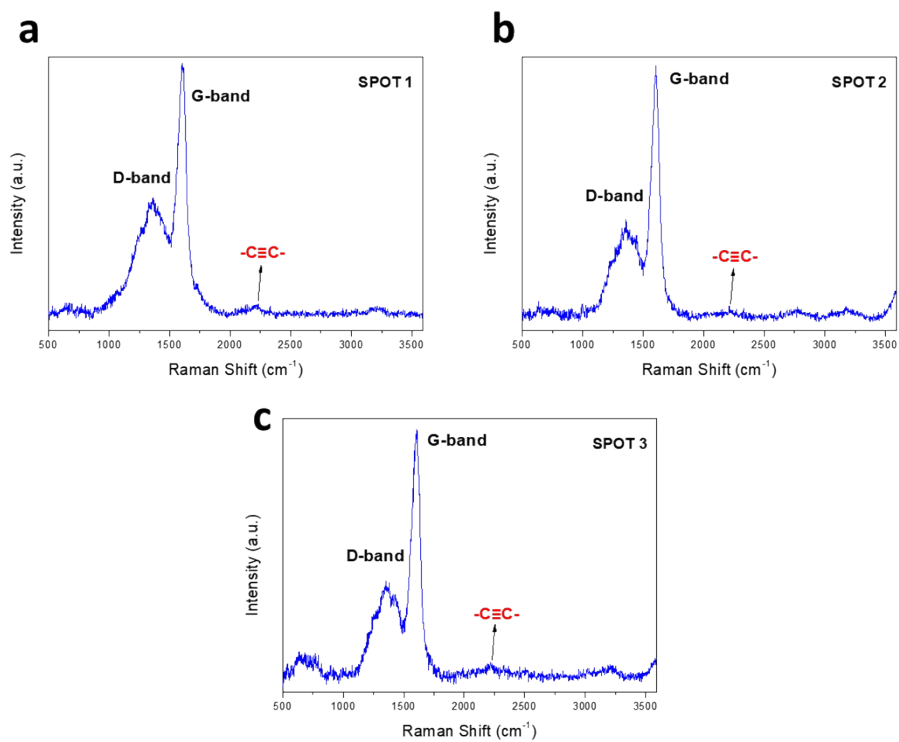 a
SPOT 1
G-band
D-band
-C≡C-
Intensity (a.u.)
500 1000 1500 2000 2500 3000 3500
Raman Shift (cm⁻¹)
b
SPOT 2
G-band
D-band
-C≡C-
Intensity (a.u.)
500 1000 1500 2000 2500 3000 3500
Raman Shift (cm⁻¹)
c
SPOT 3
G-band
D-band
-C≡C-
Intensity (a.u.)
500 1000 1500 2000 2500 3000 3500
Raman Shift (cm⁻¹)